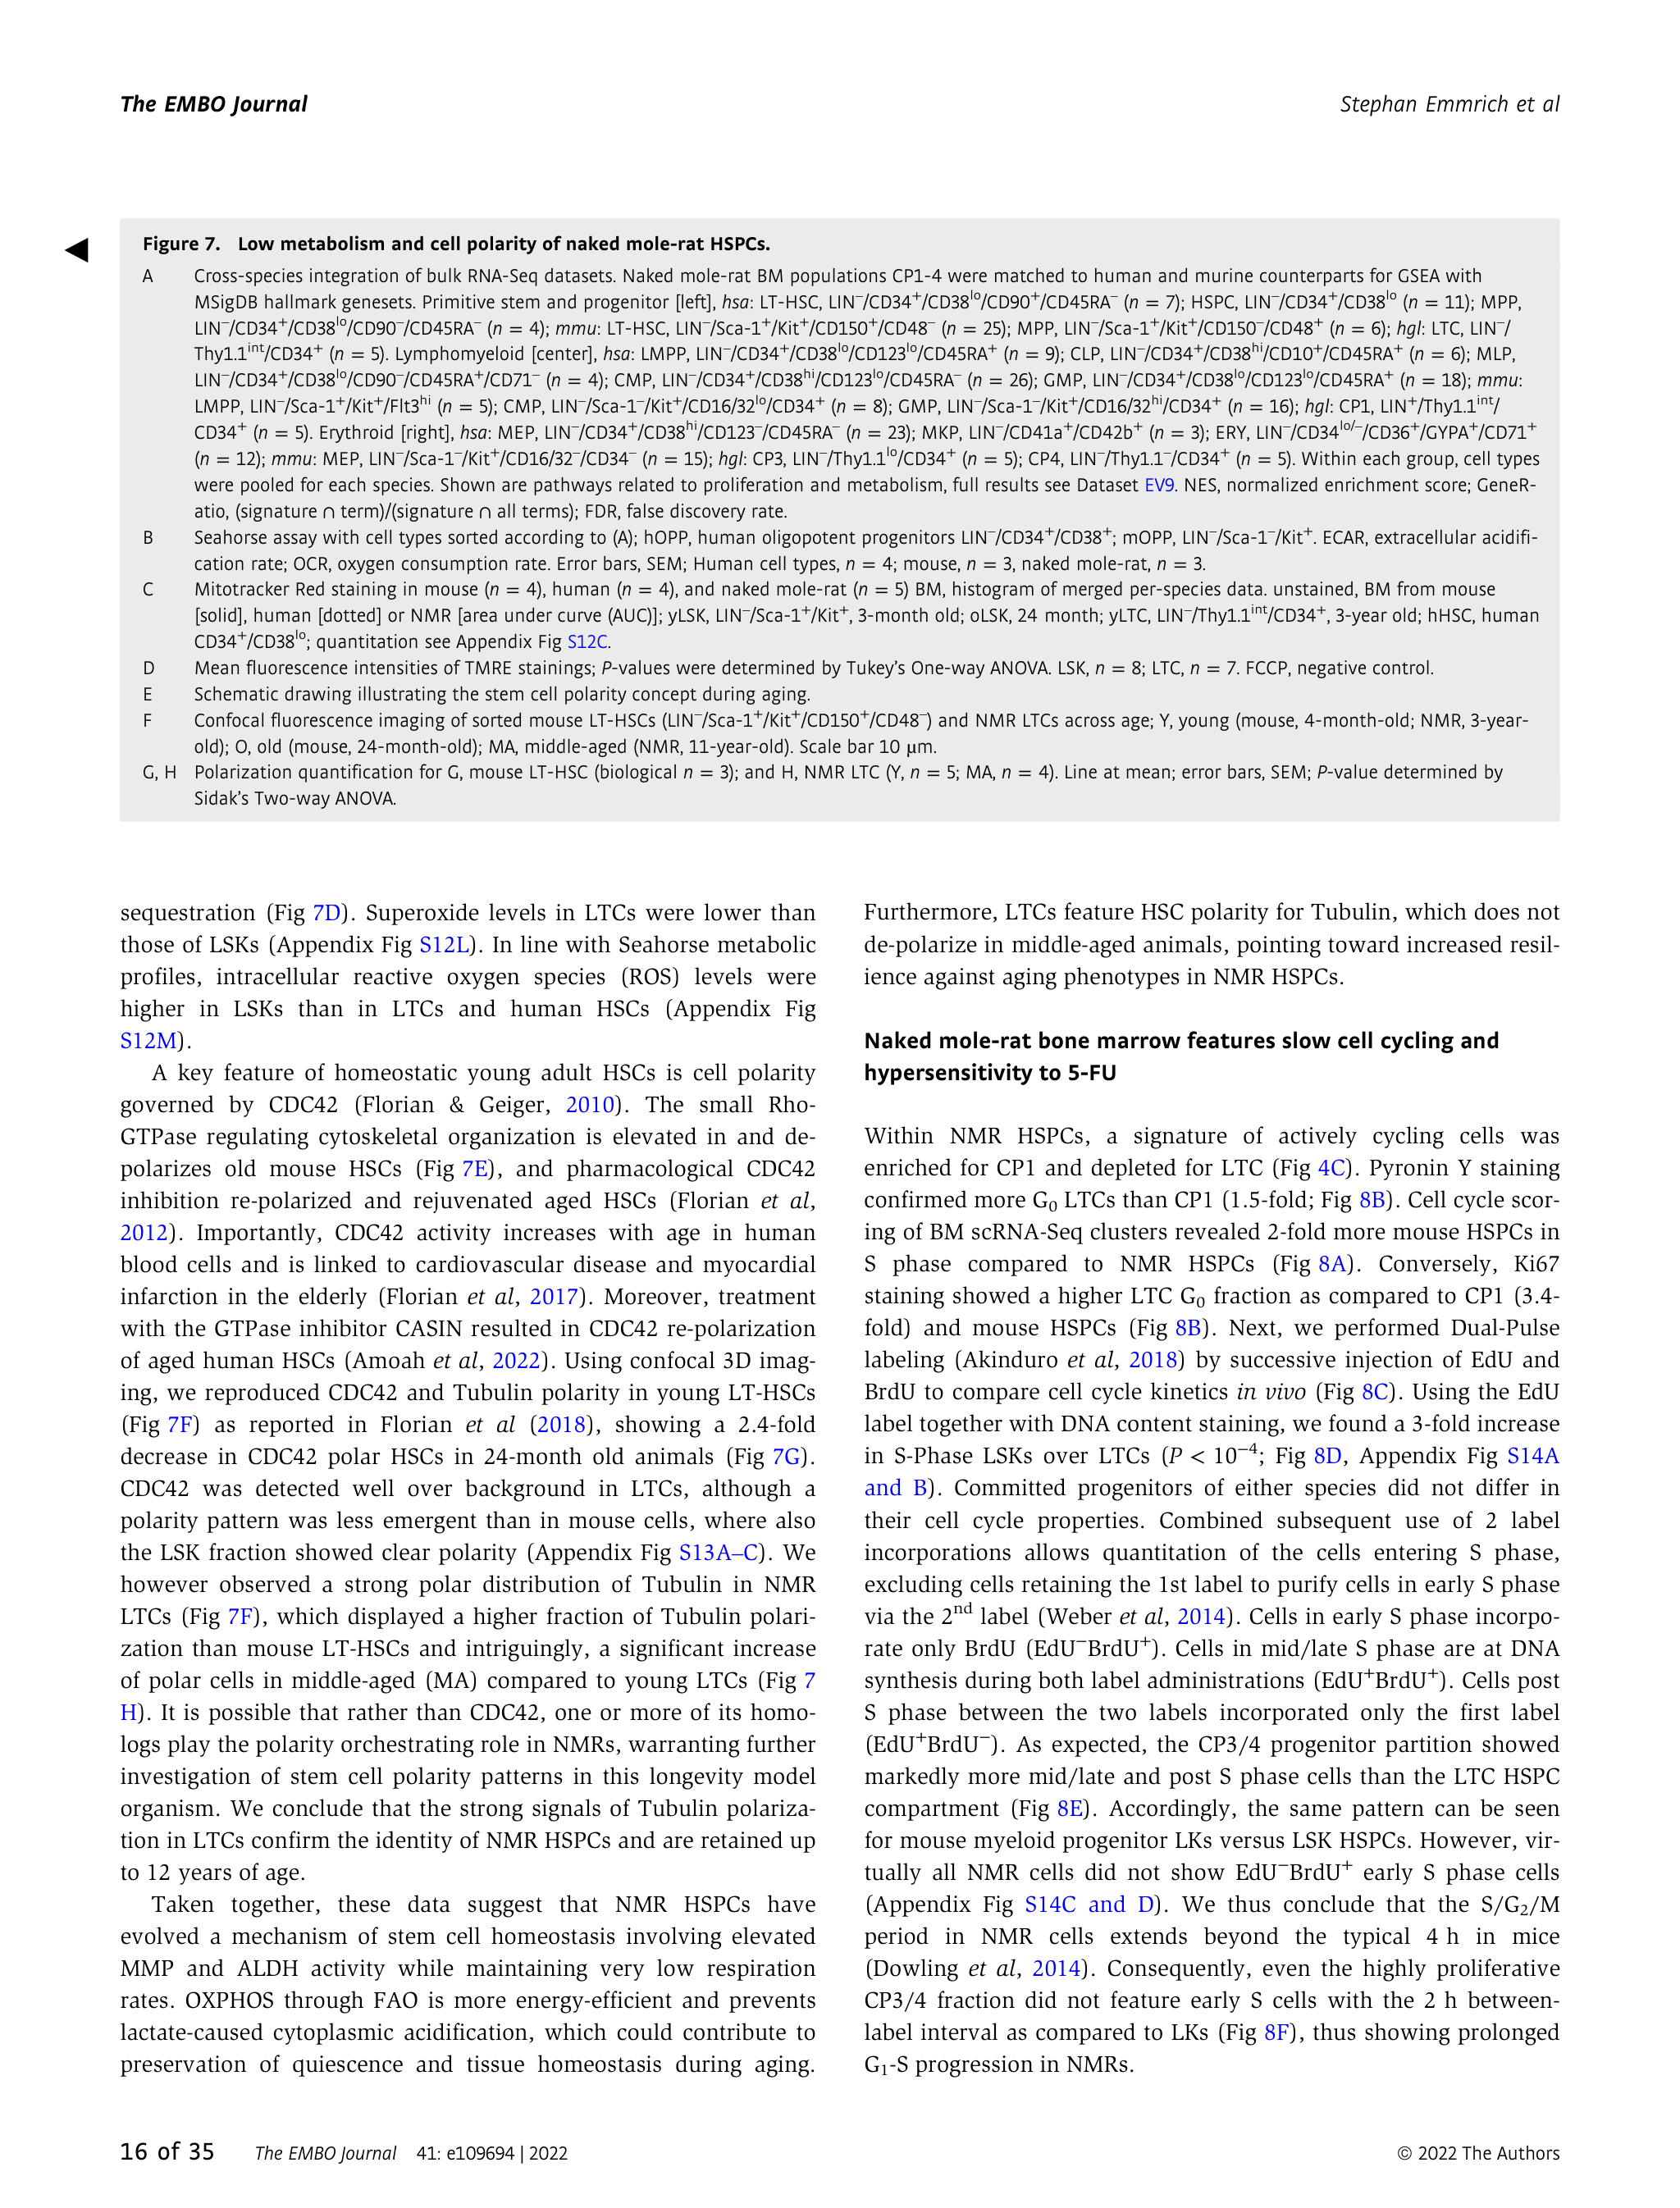 The EMBO Journal
Stephan Emmrich et al
Figure 7. Low metabolism and cell polarity of naked mole-rat HSPCs.
A Cross-species integration of bulk RNA-Seq datasets. Naked mole-rat BM populations CP1-4 were matched to human and murine counterparts for GSEA with
MSigDB hallmark genesets. Primitive stem and progenitor [left], hsa: LT-HSC, LIN⁻/CD34⁺/CD38ˡᵒ/CD90⁺/CD45RA⁻ (n = 7); HSPC, LIN⁻/CD34⁺/CD38ˡᵒ (n = 11); MPP,
LIN⁻/CD34⁺/CD38ˡᵒ/CD90⁻/CD45RA⁻ (n = 4); mmu: LT-HSC, LIN⁻/Sca-1⁺/Kit⁺/CD150⁺/CD48⁻ (n = 25); MPP, LIN⁻/Sca-1⁺/Kit⁺/CD150⁻/CD48⁺ (n = 6); hgl: LTC, LIN⁻/
Thy1.1ⁱⁿᵗ/CD34⁺ (n = 5). Lymphomyeloid [center], hsa: LMPP, LIN⁻/CD34⁺/CD38ˡᵒ/CD123ˡᵒ/CD45RA⁺ (n = 9); CLP, LIN⁻/CD34⁺/CD38ʰⁱ/CD10⁺/CD45RA⁺ (n = 6); MLP,
LIN⁻/CD34⁺/CD38ˡᵒ/CD90⁻/CD45RA⁺/CD71⁻ (n = 4); CMP, LIN⁻/CD34⁺/CD38ʰⁱ/CD123ˡᵒ/CD45RA⁻ (n = 26); GMP, LIN⁻/CD34⁺/CD38ˡᵒ/CD123ˡᵒ/CD45RA⁺ (n = 18); mmu:
LMPP, LIN⁻/Sca-1⁺/Kit⁺/Flt3ʰⁱ (n = 5); CMP, LIN⁻/Sca-1⁻/Kit⁺/CD16/32ˡᵒ/CD34⁺ (n = 8); GMP, LIN⁻/Sca-1⁻/Kit⁺/CD16/32ʰⁱ/CD34⁺ (n = 16); hgl: CP1, LIN⁺/Thy1.1ⁱⁿᵗ/
CD34⁺ (n = 5). Erythroid [right], hsa: MEP, LIN⁻/CD34⁺/CD38ʰⁱ/CD123⁻/CD45RA⁻ (n = 23); MKP, LIN⁻/CD41a⁺/CD42b⁺ (n = 3); ERY, LIN⁻/CD34ˡᵒ/⁻/CD36⁺/GYPA⁺/CD71⁺
(n = 12); mmu: MEP, LIN⁻/Sca-1⁻/Kit⁺/CD16/32⁻/CD34⁻ (n = 15); hgl: CP3, LIN⁻/Thy1.1ˡᵒ/CD34⁺ (n = 5); CP4, LIN⁻/Thy1.1⁻/CD34⁺ (n = 5). Within each group, cell types
were pooled for each species. Shown are pathways related to proliferation and metabolism, full results see Dataset EV9. NES, normalized enrichment score; GeneR-
atio, (signature ∩ term)/(signature ∩ all terms); FDR, false discovery rate.
B Seahorse assay with cell types sorted according to (A); hOPP, human oligopotent progenitors LIN⁻/CD34⁺/CD38⁺; mOPP, LIN⁻/Sca-1⁻/Kit⁺. ECAR, extracellular acidifi-
cation rate; OCR, oxygen consumption rate. Error bars, SEM; Human cell types, n = 4; mouse, n = 3, naked mole-rat, n = 3.
C Mitotracker Red staining in mouse (n = 4), human (n = 4), and naked mole-rat (n = 5) BM, histogram of merged per-species data. unstained, BM from mouse
[solid], human [dotted] or NMR [area under curve (AUC)]; yLSK, LIN⁻/Sca-1⁺/Kit⁺, 3-month old; oLSK, 24 month; yLTC, LIN⁻/Thy1.1ⁱⁿᵗ/CD34⁺, 3-year old; hHSC, human
CD34⁺/CD38ˡᵒ; quantitation see Appendix Fig S12C.
D Mean fluorescence intensities of TMRE stainings; P-values were determined by Tukey's One-way ANOVA. LSK, n = 8; LTC, n = 7. FCCP, negative control.
E Schematic drawing illustrating the stem cell polarity concept during aging.
F Confocal fluorescence imaging of sorted mouse LT-HSCs (LIN⁻/Sca-1⁺/Kit⁺/CD150⁺/CD48⁻) and NMR LTCs across age; Y, young (mouse, 4-month-old; NMR, 3-year-
old); O, old (mouse, 24-month-old); MA, middle-aged (NMR, 11-year-old). Scale bar 10 μm.
G, H Polarization quantification for G, mouse LT-HSC (biological n = 3); and H, NMR LTC (Y, n = 5; MA, n = 4). Line at mean; error bars, SEM; P-value determined by
Sidak's Two-way ANOVA.
sequestration (Fig 7D). Superoxide levels in LTCs were lower than
those of LSKs (Appendix Fig S12L). In line with Seahorse metabolic
profiles, intracellular reactive oxygen species (ROS) levels were
higher in LSKs than in LTCs and human HSCs (Appendix Fig
S12M).
A key feature of homeostatic young adult HSCs is cell polarity
governed by CDC42 (Florian & Geiger, 2010). The small Rho-
GTPase regulating cytoskeletal organization is elevated in and de-
polarizes old mouse HSCs (Fig 7E), and pharmacological CDC42
inhibition re-polarized and rejuvenated aged HSCs (Florian et al,
2012). Importantly, CDC42 activity increases with age in human
blood cells and is linked to cardiovascular disease and myocardial
infarction in the elderly (Florian et al, 2017). Moreover, treatment
with the GTPase inhibitor CASIN resulted in CDC42 re-polarization
of aged human HSCs (Amoah et al, 2022). Using confocal 3D imag-
ing, we reproduced CDC42 and Tubulin polarity in young LT-HSCs
(Fig 7F) as reported in Florian et al (2018), showing a 2.4-fold
decrease in CDC42 polar HSCs in 24-month old animals (Fig 7G).
CDC42 was detected well over background in LTCs, although a
polarity pattern was less emergent than in mouse cells, where also
the LSK fraction showed clear polarity (Appendix Fig S13A–C). We
however observed a strong polar distribution of Tubulin in NMR
LTCs (Fig 7F), which displayed a higher fraction of Tubulin polari-
zation than mouse LT-HSCs and intriguingly, a significant increase
of polar cells in middle-aged (MA) compared to young LTCs (Fig 7
H). It is possible that rather than CDC42, one or more of its homo-
logs play the polarity orchestrating role in NMRs, warranting further
investigation of stem cell polarity patterns in this longevity model
organism. We conclude that the strong signals of Tubulin polariza-
tion in LTCs confirm the identity of NMR HSPCs and are retained up
to 12 years of age.
Taken together, these data suggest that NMR HSPCs have
evolved a mechanism of stem cell homeostasis involving elevated
MMP and ALDH activity while maintaining very low respiration
rates. OXPHOS through FAO is more energy-efficient and prevents
lactate-caused cytoplasmic acidification, which could contribute to
preservation of quiescence and tissue homeostasis during aging.
Furthermore, LTCs feature HSC polarity for Tubulin, which does not
de-polarize in middle-aged animals, pointing toward increased resil-
ience against aging phenotypes in NMR HSPCs.
Naked mole-rat bone marrow features slow cell cycling and
hypersensitivity to 5-FU
Within NMR HSPCs, a signature of actively cycling cells was
enriched for CP1 and depleted for LTC (Fig 4C). Pyronin Y staining
confirmed more G₀ LTCs than CP1 (1.5-fold; Fig 8B). Cell cycle scor-
ing of BM scRNA-Seq clusters revealed 2-fold more mouse HSPCs in
S phase compared to NMR HSPCs (Fig 8A). Conversely, Ki67
staining showed a higher LTC G₀ fraction as compared to CP1 (3.4-
fold) and mouse HSPCs (Fig 8B). Next, we performed Dual-Pulse
labeling (Akinduro et al, 2018) by successive injection of EdU and
BrdU to compare cell cycle kinetics in vivo (Fig 8C). Using the EdU
label together with DNA content staining, we found a 3-fold increase
in S-Phase LSKs over LTCs (P < 10⁻⁴; Fig 8D, Appendix Fig S14A
and B). Committed progenitors of either species did not differ in
their cell cycle properties. Combined subsequent use of 2 label
incorporations allows quantitation of the cells entering S phase,
excluding cells retaining the 1st label to purify cells in early S phase
via the 2ⁿᵈ label (Weber et al, 2014). Cells in early S phase incorpo-
rate only BrdU (EdU⁻BrdU⁺). Cells in mid/late S phase are at DNA
synthesis during both label administrations (EdU⁺BrdU⁺). Cells post
S phase between the two labels incorporated only the first label
(EdU⁺BrdU⁻). As expected, the CP3/4 progenitor partition showed
markedly more mid/late and post S phase cells than the LTC HSPC
compartment (Fig 8E). Accordingly, the same pattern can be seen
for mouse myeloid progenitor LKs versus LSK HSPCs. However, vir-
tually all NMR cells did not show EdU⁻BrdU⁺ early S phase cells
(Appendix Fig S14C and D). We thus conclude that the S/G₂/M
period in NMR cells extends beyond the typical 4 h in mice
(Dowling et al, 2014). Consequently, even the highly proliferative
CP3/4 fraction did not feature early S cells with the 2 h between-
label interval as compared to LKs (Fig 8F), thus showing prolonged
G₁-S progression in NMRs.
16 of 35 The EMBO Journal 41: e109694 | 2022
© 2022 The Authors